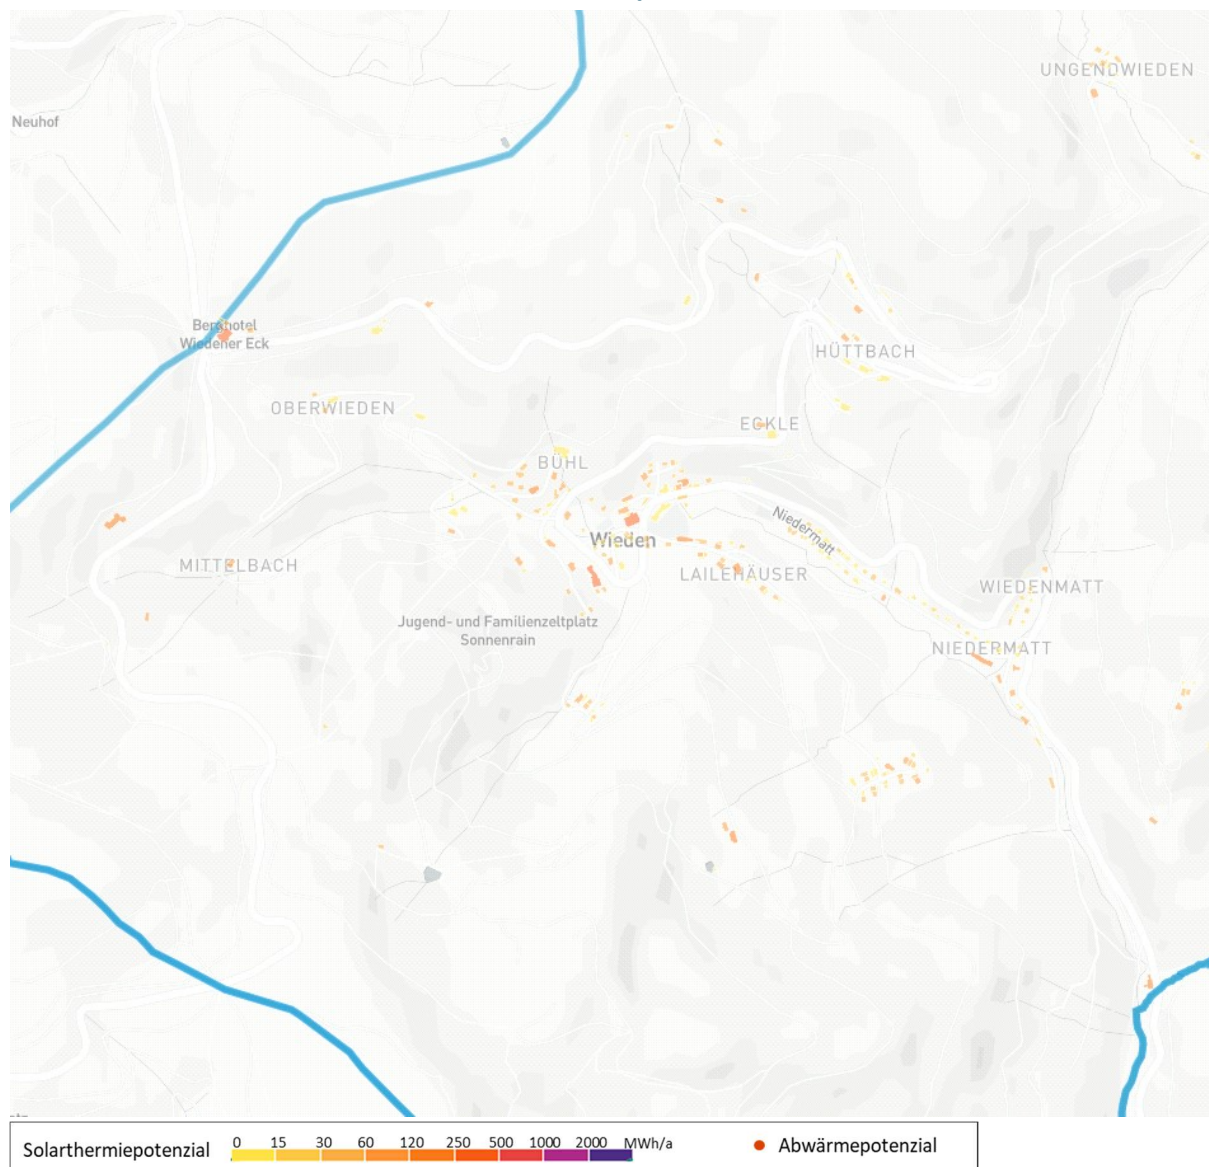 UNGENDWIEDEN
Neuhof
Berghotel
Wiedener Eck
HÜTTBACH
OBERWIEDEN
ECKLE
BÜHL
Niedermatt
Wieden
MITTELBACH
LAILEHÄUSER
WIEDENMATT
Jugend- und Familienzeltplatz
Sonnenrain
NIEDERMATT
Solarthermiepotenzial 0 15 30 60 120 250 500 1000 2000 MWh/a
Abwärmepotenzial